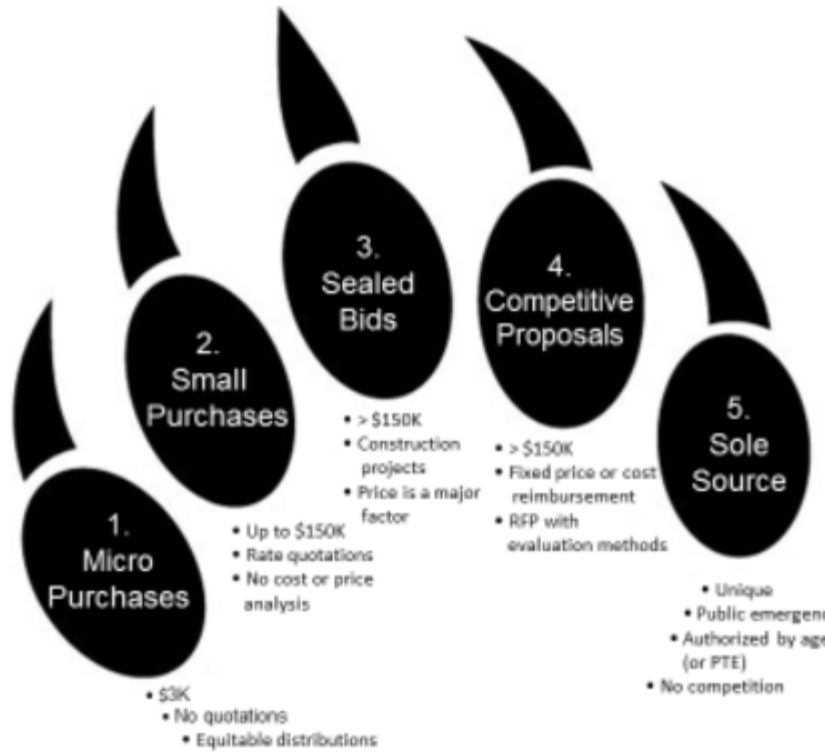 1.
Micro
Purchases
• $3K
• No quotations
• Equitable distributions
2.
Small
Purchases
• Up to $150K
• Rate quotations
• No cost or price
analysis
3.
Sealed
Bids
• > $150K
• Construction
projects
• Price is a major
factor
4.
Competitive
Proposals
• > $150K
• Fixed price or cost
reimbursement
• RFP with
evaluation methods
5.
Sole
Source
• Unique
• Public emergenc
• Authorized by age
(or PTE)
• No competition